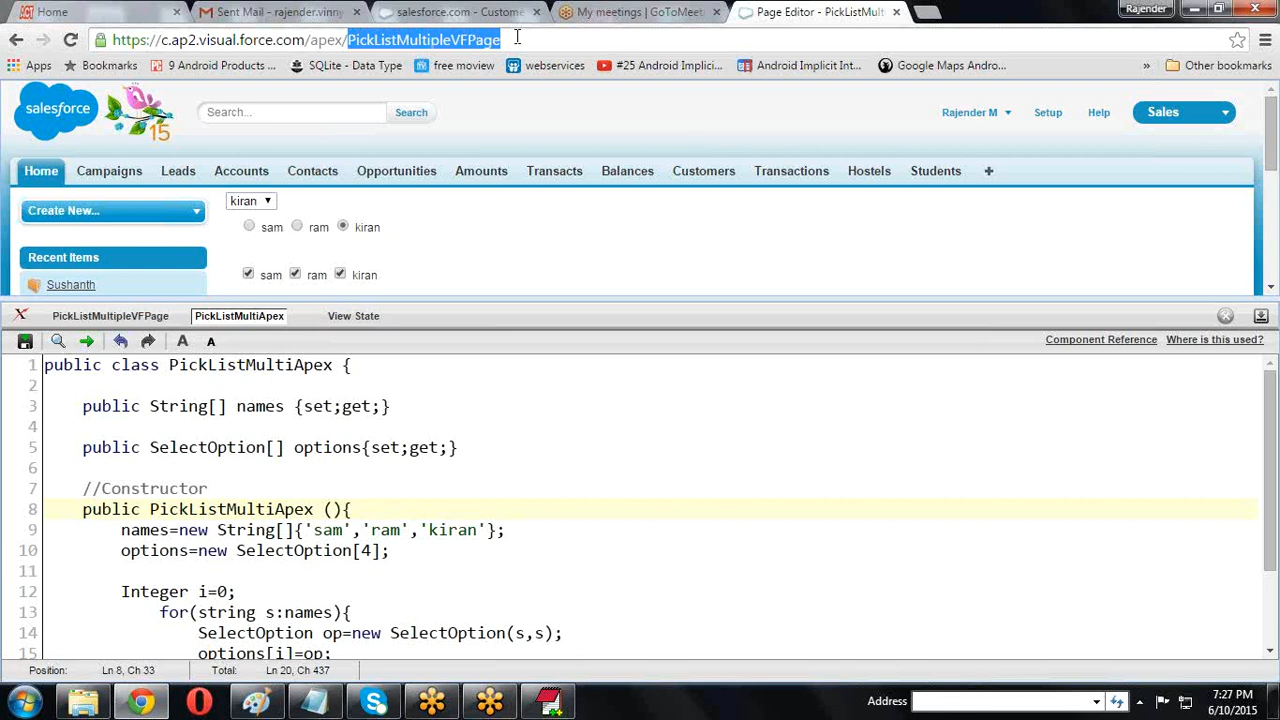 Home
Sent Mail - rajender.vinny
salesforce.com - Custome
My meetings | GoToMeet
Page Editor - PickListMult
Rajender
https://c.ap2.visual.force.com/apex/PickListMultipleVFPage
Apps
Bookmarks
9 Android Products ...
SQLite - Data Type
free moview
webservices
#25 Android Implici...
Android Implicit Int...
Google Maps Andro...
»
Other bookmarks
salesforce
15
Search...
Search
Rajender M
Setup
Help
Sales
Home
Campaigns
Leads
Accounts
Contacts
Opportunities
Amounts
Transacts
Balances
Customers
Transactions
Hostels
Students
+
Create New...
kiran
sam
ram
kiran
Recent Items
Sushanth
sam
ram
kiran
PickListMultipleVFPage
PickListMultiApex
View State
A
A
Component Reference
Where is this used?
1 public class PickListMultiApex {
2
3 public String[] names {set;get;}
4
5 public SelectOption[] options{set;get;}
6
7 //Constructor
8 public PickListMultiApex (){
9 names=new String[]{'sam','ram','kiran'};
10 options=new SelectOption[4];
11
12 Integer i=0;
13 for(string s:names){
14 SelectOption op=new SelectOption(s,s);
15 options[i]=op;
Position:
Ln 8, Ch 33
Total:
Ln 20, Ch 437
Address
7:27 PM
6/10/2015